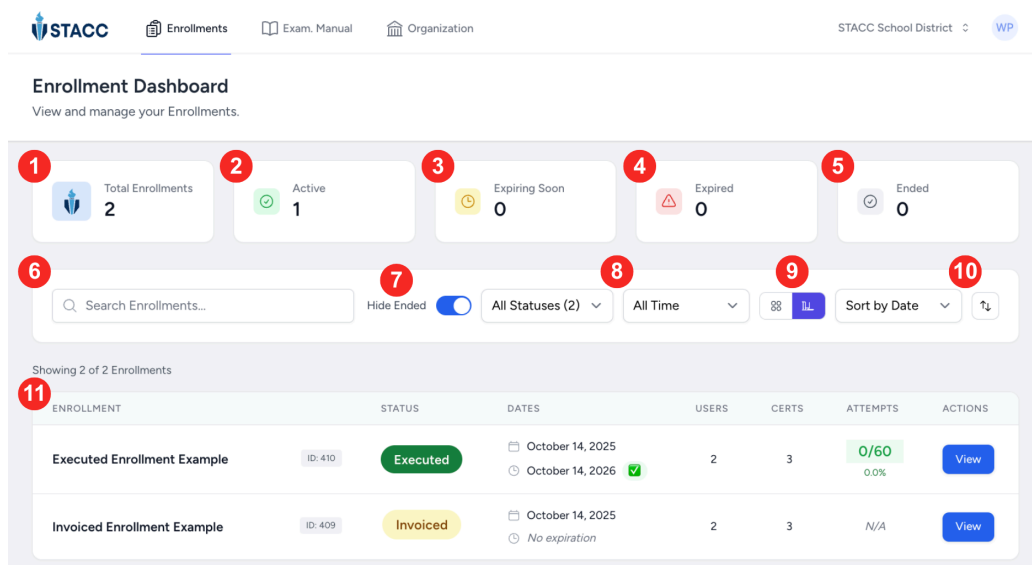 STACC Enrollments Exam. Manual Organization STACC School District WP
Enrollment Dashboard
View and manage your Enrollments.
1 2 3 4 5
Total Enrollments Active Expiring Soon Expired Ended
2 1 0 0 0
6 7 8 9 10
Search Enrollments... Hide Ended All Statuses (2) All Time Sort by Date
Showing 2 of 2 Enrollments
11
ENROLLMENT STATUS DATES USERS CERTS ATTEMPTS ACTIONS
Executed Enrollment Example ID: 410 Executed October 14, 2025 2 3 0/60 View
October 14, 2026 0.0%
Invoiced Enrollment Example ID: 409 Invoiced October 14, 2025 2 3 N/A View
No expiration